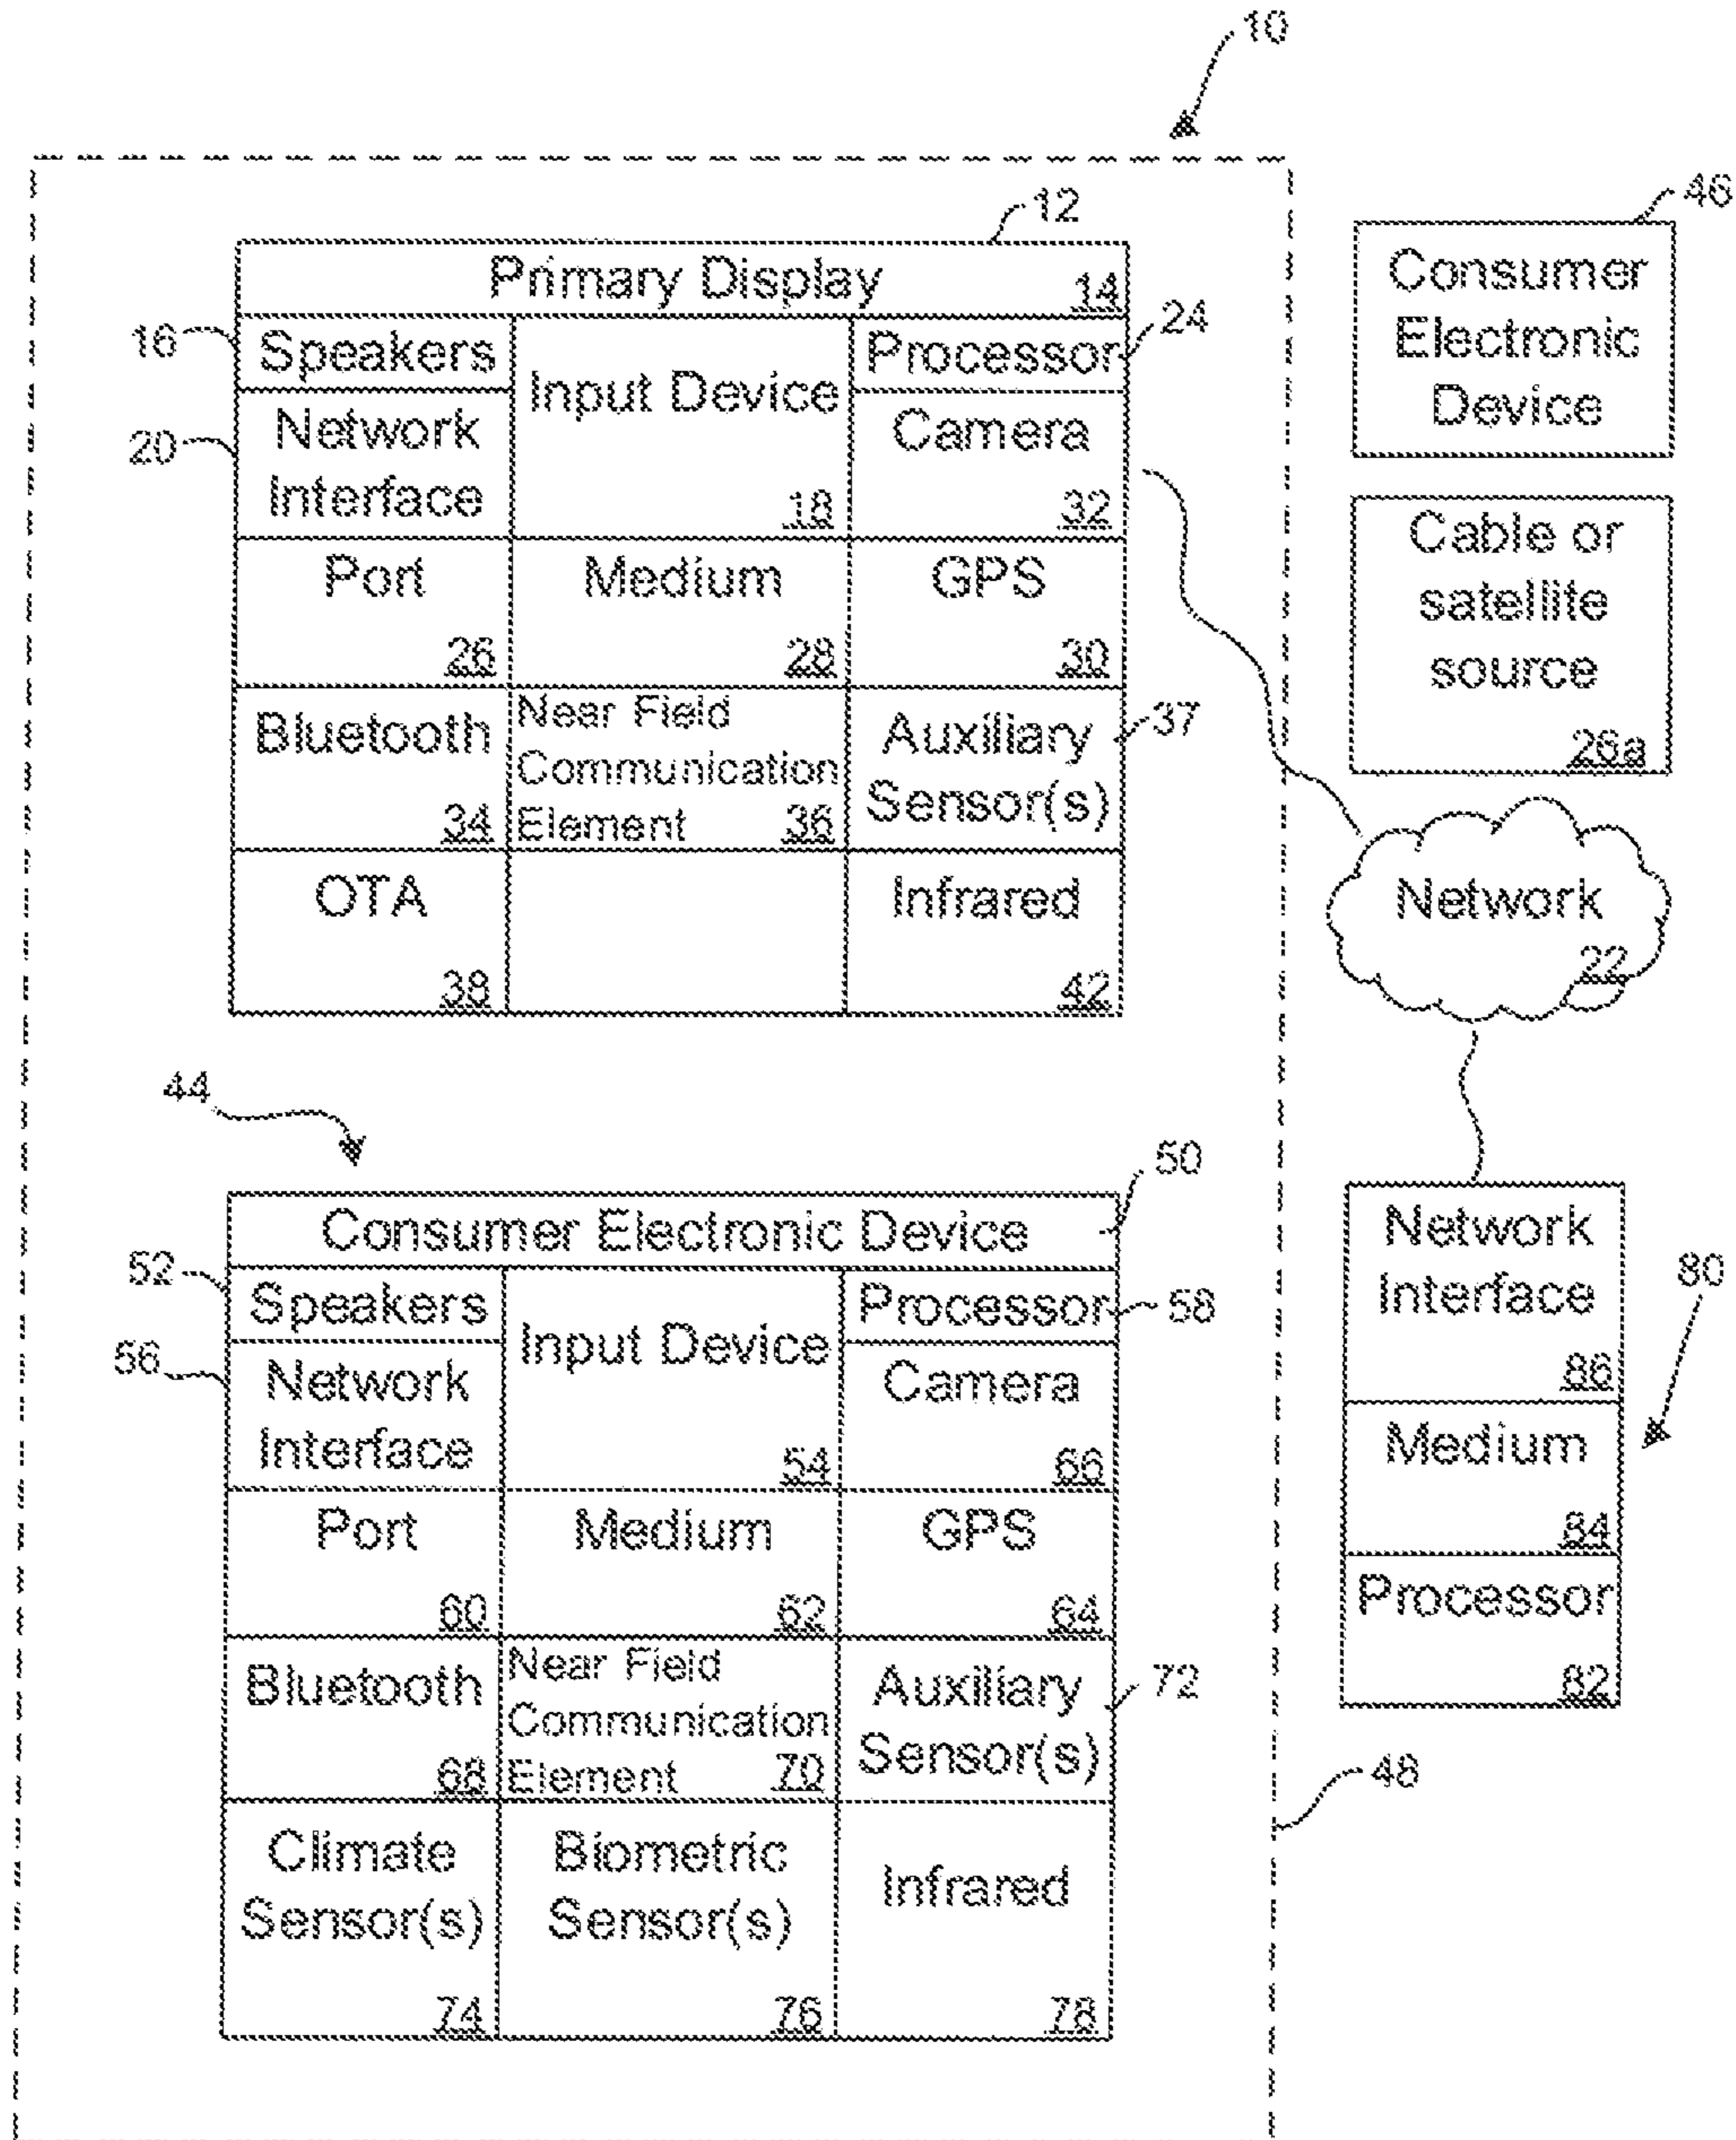 10
12
Primary Display
14
16
Speakers
Input Device
18
Processor
24
20
Network
Interface
Camera
32
Port
26
Medium
28
GPS
30
Bluetooth
34
Near Field
Communication
Element 36
Auxiliary
Sensor(s)
37
OTA
38
Infrared
42
46
Consumer
Electronic
Device
Cable or
satellite
source
26a
Network
22
44
Consumer Electronic Device
50
52
Speakers
Input Device
54
Processor
58
56
Network
Interface
Camera
66
Port
60
Medium
62
GPS
64
Bluetooth
68
Near Field
Communication
Element 70
Auxiliary
Sensor(s)
72
Climate
Sensor(s)
74
Biometric
Sensor(s)
76
Infrared
78
Network
Interface
86
Medium
84
Processor
82
80
48